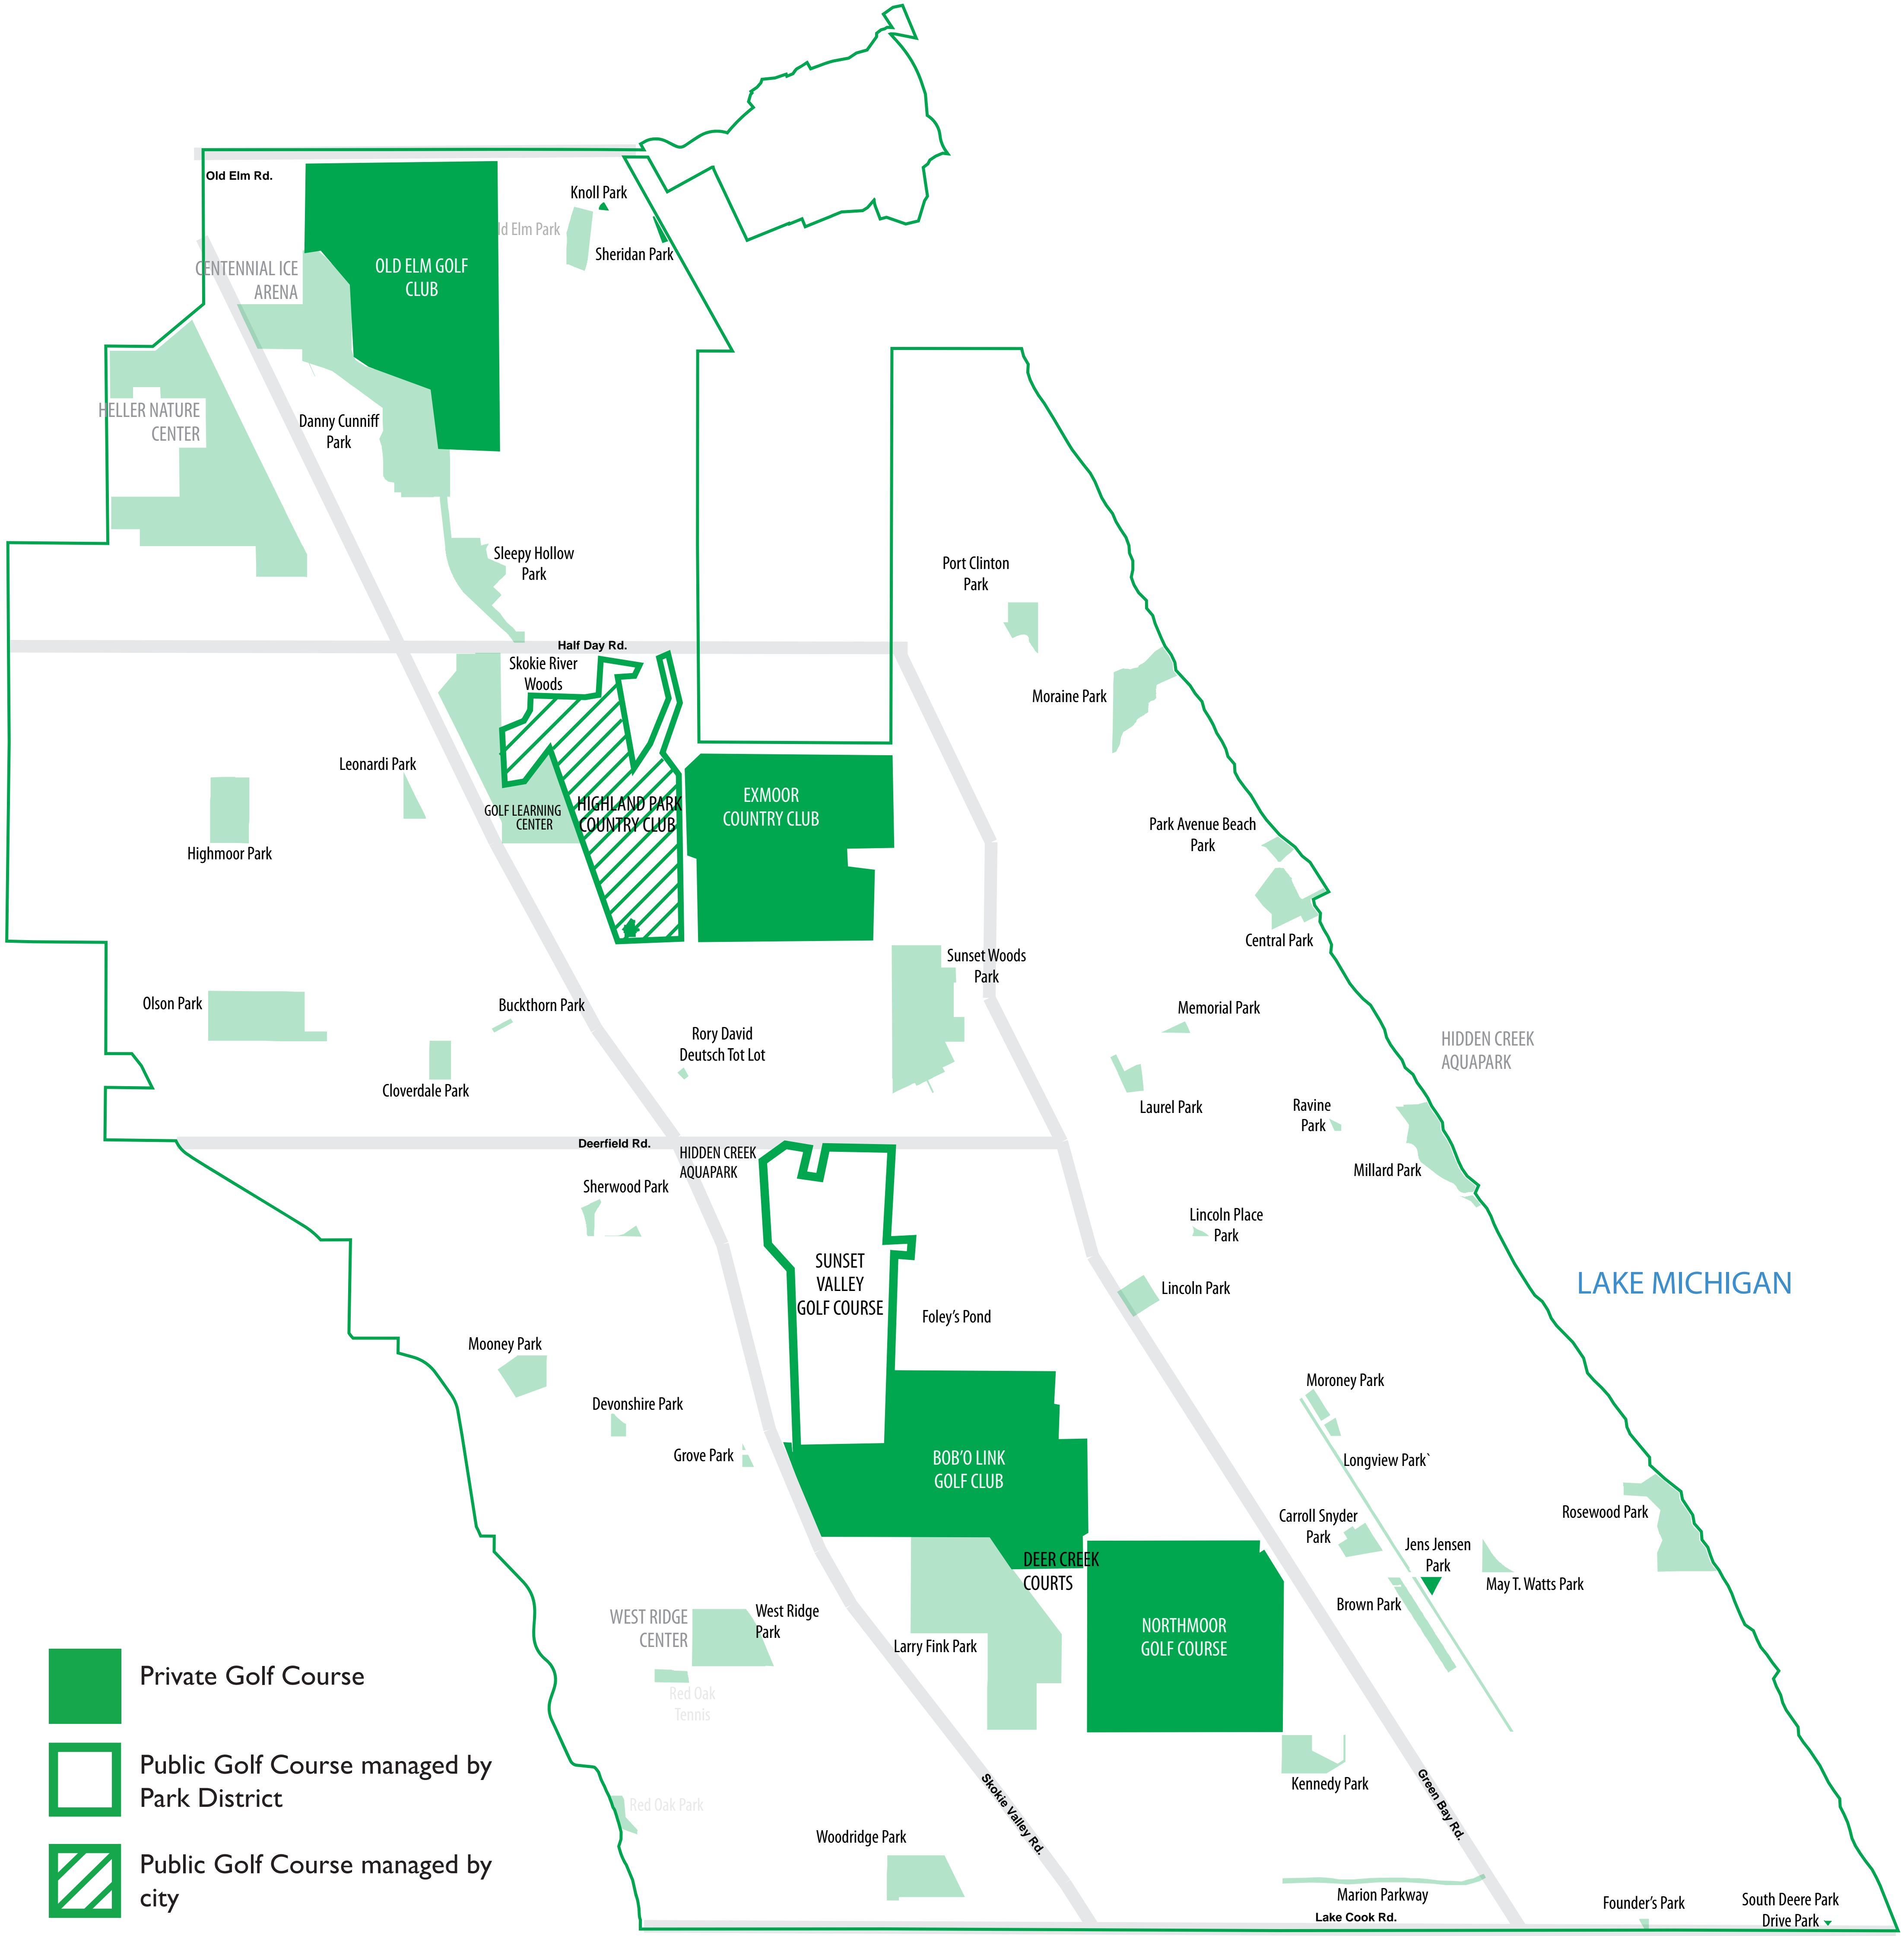 Old Elm Rd.
Knoll Park
ld Elm Park
Sheridan Park
CENTENNIAL ICE
ARENA
OLD ELM GOLF
CLUB
HELLER NATURE
CENTER
Danny Cunniff
Park
Sleepy Hollow
Park
Port Clinton
Park
Half Day Rd.
Skokie River
Woods
Moraine Park
Leonardi Park
GOLF LEARNING
CENTER
HIGHLAND PARK
COUNTRY CLUB
EXMOOR
COUNTRY CLUB
Highmoor Park
Park Avenue Beach
Park
Central Park
Sunset Woods
Park
Olson Park
Buckthorn Park
Memorial Park
Rory David
Deutsch Tot Lot
HIDDEN CREEK
AQUAPARK
Cloverdale Park
Laurel Park
Ravine
Park
Deerfield Rd.
HIDDEN CREEK
AQUAPARK
Millard Park
Sherwood Park
Lincoln Place
Park
SUNSET
VALLEY
GOLF COURSE
Lincoln Park
LAKE MICHIGAN
Foley's Pond
Mooney Park
Moroney Park
Devonshire Park
Grove Park
BOB'O LINK
GOLF CLUB
Longview Park`
Rosewood Park
Carroll Snyder
Park
Jens Jensen
Park
DEER CREEK
COURTS
May T. Watts Park
Brown Park
WEST RIDGE
CENTER
West Ridge
Park
Larry Fink Park
NORTHMOOR
GOLF COURSE
Red Oak
Tennis
Private Golf Course
Public Golf Course managed by
Park District
Public Golf Course managed by
city
Skokie Valley Rd.
Green Bay Rd.
Kennedy Park
Red Oak Park
Woodridge Park
Marion Parkway
Lake Cook Rd.
Founder's Park
South Deere Park
Drive Park